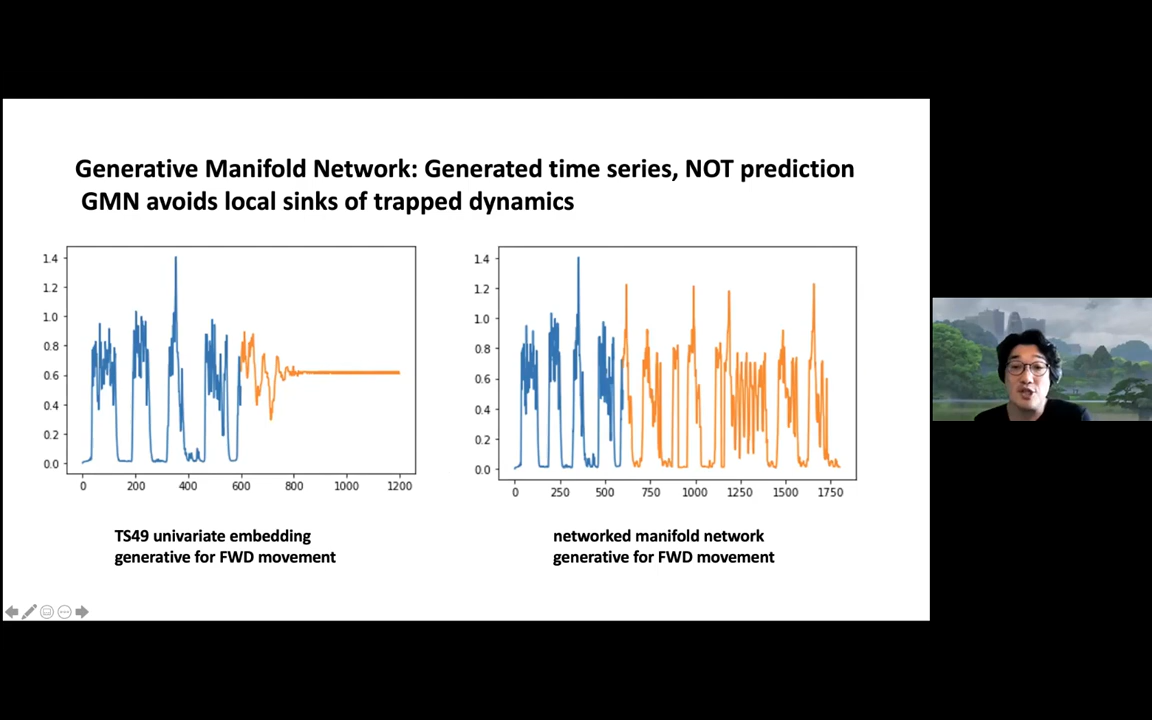 Generative Manifold Network: Generated time series, NOT prediction
GMN avoids local sinks of trapped dynamics
1.4
1.2
1.0
0.8
0.6
0.4
0.2
0.0
0 200 400 600 800 1000 1200
1.4
1.2
1.0
0.8
0.6
0.4
0.2
0.0
0 250 500 750 1000 1250 1500 1750
TS49 univariate embedding
generative for FWD movement
networked manifold network
generative for FWD movement